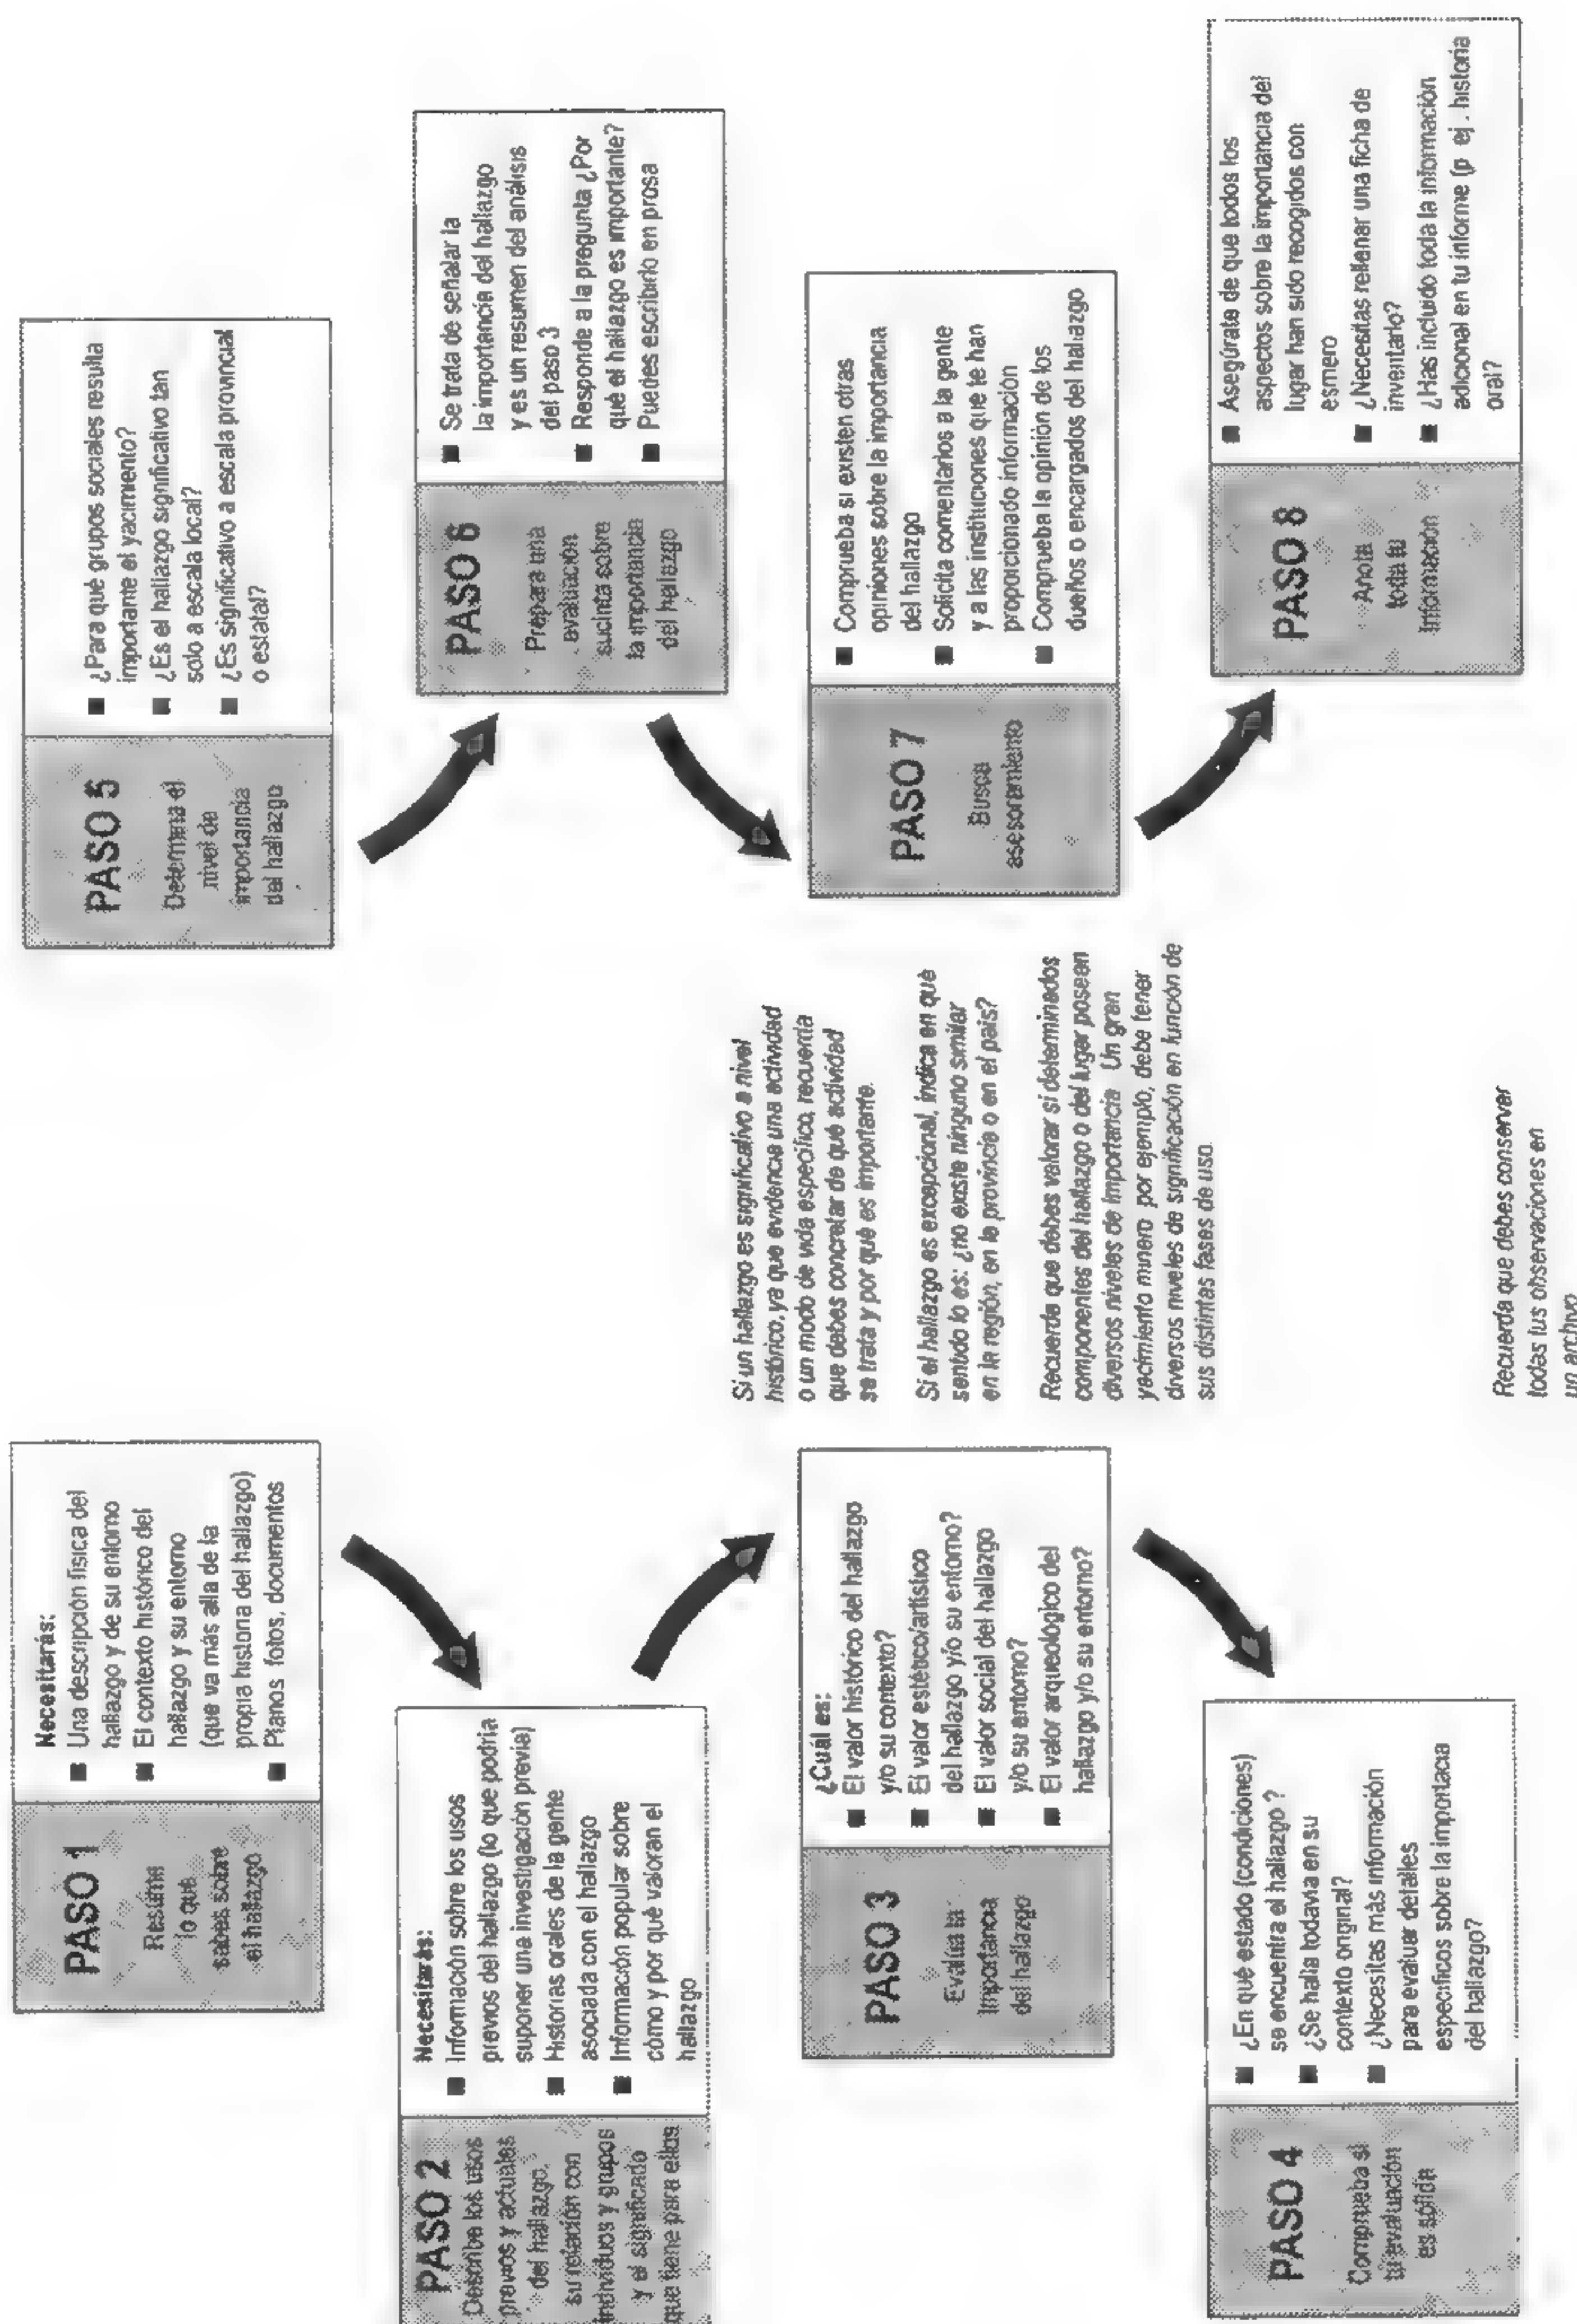 PASO 1
Resume
lo que
sabes sobre
el hallazgo
Necesitarás:
■ Una descripción física del
hallazgo y de su entorno
■ El contexto histórico del
hallazgo y su entorno
(que va más alla de la
propia historia del hallazgo)
■ Planos fotos, documentos
PASO 2
Describe los usos
previos y actuales
del hallazgo,
su relación con
individuos y grupos
y el significado
que tiene para ellos
Necesitarás:
■ Información sobre los usos
previos del hallazgo (lo que podría
suponer una investigación previa)
■ Historias orales de la gente
asociada con el hallazgo
■ Información popular sobre
cómo y por qué valoran el
hallazgo
PASO 3
Evalúa la
importancia
del hallazgo
¿Cuál es:
■ El valor histórico del hallazgo
y/o su contexto?
■ El valor estético/artístico
del hallazgo y/o su entorno?
■ El valor social del hallazgo
y/o su entorno?
■ El valor arqueologico del
hallazgo y/o su entorno?
Si un hallazgo es significativo a nivel
histórico, ya que evidencia una actividad
o un modo de vida específico, recuerda
que debes concretar de qué actividad
se trata y por qué es importante.
Si el hallazgo es excepcional, indica en qué
sentido lo es: ¿no existe ninguno similar
en la región, en la provincia o en el país?
Recuerda que debes valorar si determinados
componentes del hallazgo o del lugar poseen
diversos niveles de importancia Un gran
yacimiento minero por ejemplo, debe tener
diversos niveles de significación en función de
sus distintas fases de uso.
PASO 4
Comprueba si
tu evaluación
es sólida
■ ¿En qué estado (condiciones)
se encuentra el hallazgo ?
■ ¿Se halla todavía en su
contexto original?
■ ¿Necesitas más información
para evaluar detalles
específicos sobre la importacia
del hallazgo?
Recuerda que debes conservar
todas tus observaciones en
un archivo
PASO 5
Determina el
nivel de
importancia
del hallazgo
■ ¿Para qué grupos sociales resulta
importante el yacimiento?
■ ¿Es el hallazgo significativo tan
solo a escala local?
■ ¿Es significativo a escala provincial
o estatal?
PASO 6
Prepara una
evaluación
sucinta sobre
la importancia
del hallazgo
■ Se trata de señalar la
la importancia del hallazgo
y es un resumen del análisis
del paso 3
■ Responde a la pregunta ¿Por
qué el hallazgo es importante?
■ Puedes escribirlo en prosa
PASO 7
Busca
asesoramiento
■ Comprueba si existen otras
opiniones sobre la importancia
del hallazgo
■ Solicita comentarios a la gente
y a las instituciones que te han
proporcionado información
■ Comprueba la opinión de los
dueños o encargados del hallazgo
PASO 8
Anota
toda tu
información
■ Asegúrate de que todos los
aspectos sobre la importancia del
lugar han sido recogidos con
esmero
■ ¿Necesitas rellenar una ficha de
inventario?
■ ¿Has incluido toda la información
adicional en tu informe (p ej. historia
oral?